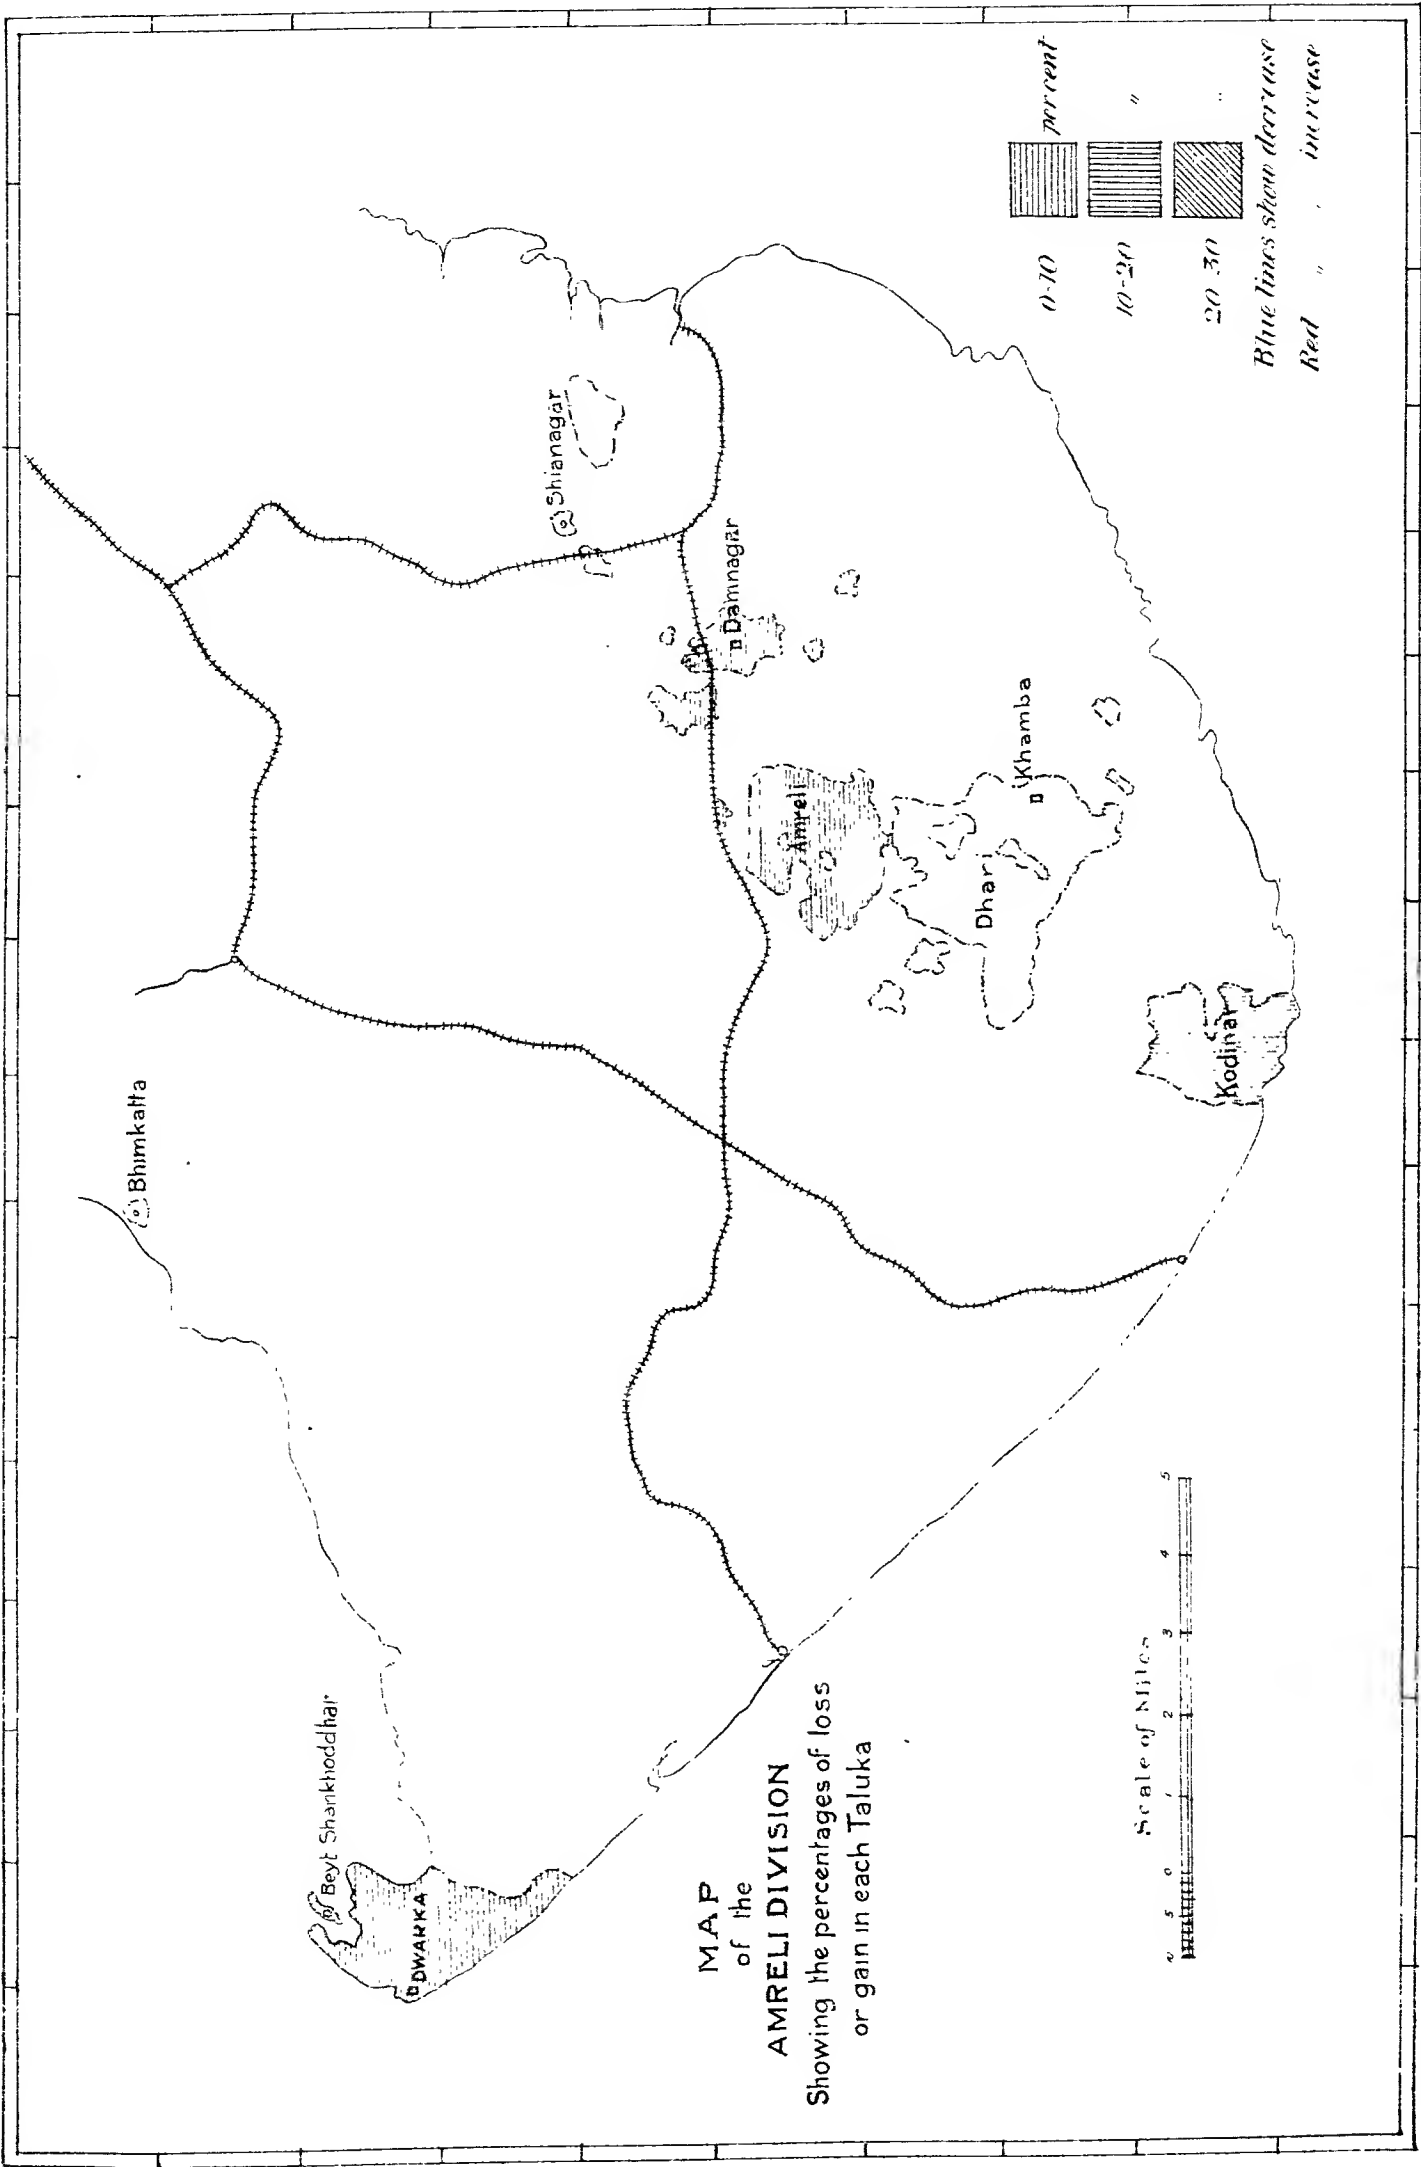 MAP
of the
AMRELI DIVISION
Showing the percentages of loss
or gain in each Taluka
Beyt Shankhoddhar
DWARKA
Bhimkatta
Shianagar
Damnagar
Amreli
Khamba
Dhari
Kodinar
0-10 percent
10-20 "
20-30 "
Blue lines show decrease
Red " " increase
Scale of Miles
5 0 1 2 3 4 5